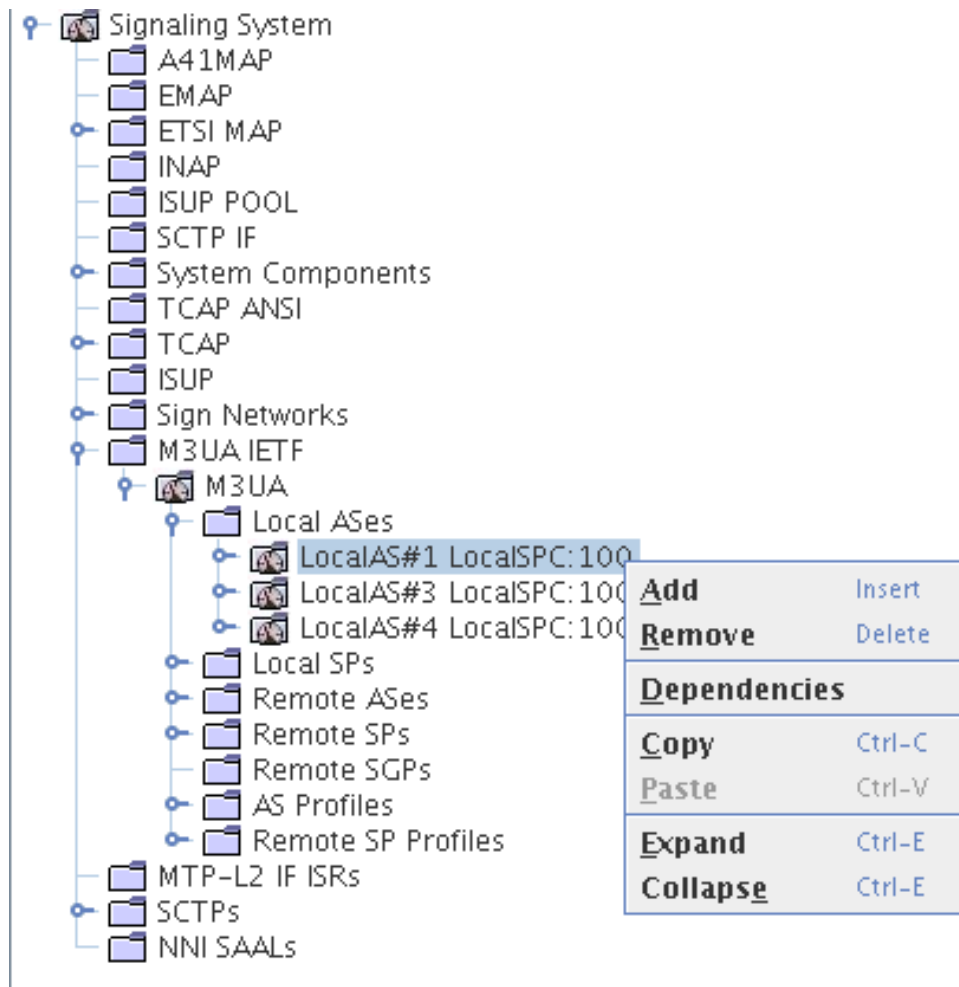 Signaling System
A41MAP
EMAP
ETSI MAP
INAP
ISUP POOL
SCTP IF
System Components
TCAP ANSI
TCAP
ISUP
Sign Networks
M3UA IETF
M3UA
Local ASes
LocalAS#1 LocalSPC:100
LocalAS#3 LocalSPC:100
LocalAS#4 LocalSPC:100
Local SPs
Remote ASes
Remote SPs
Remote SGPs
AS Profiles
Remote SP Profiles
MTP-L2 IF ISRs
SCTPs
NNI SAALs
Add Insert
Remove Delete
Dependencies
Copy Ctrl-C
Paste Ctrl-V
Expand Ctrl-E
Collapse Ctrl-E